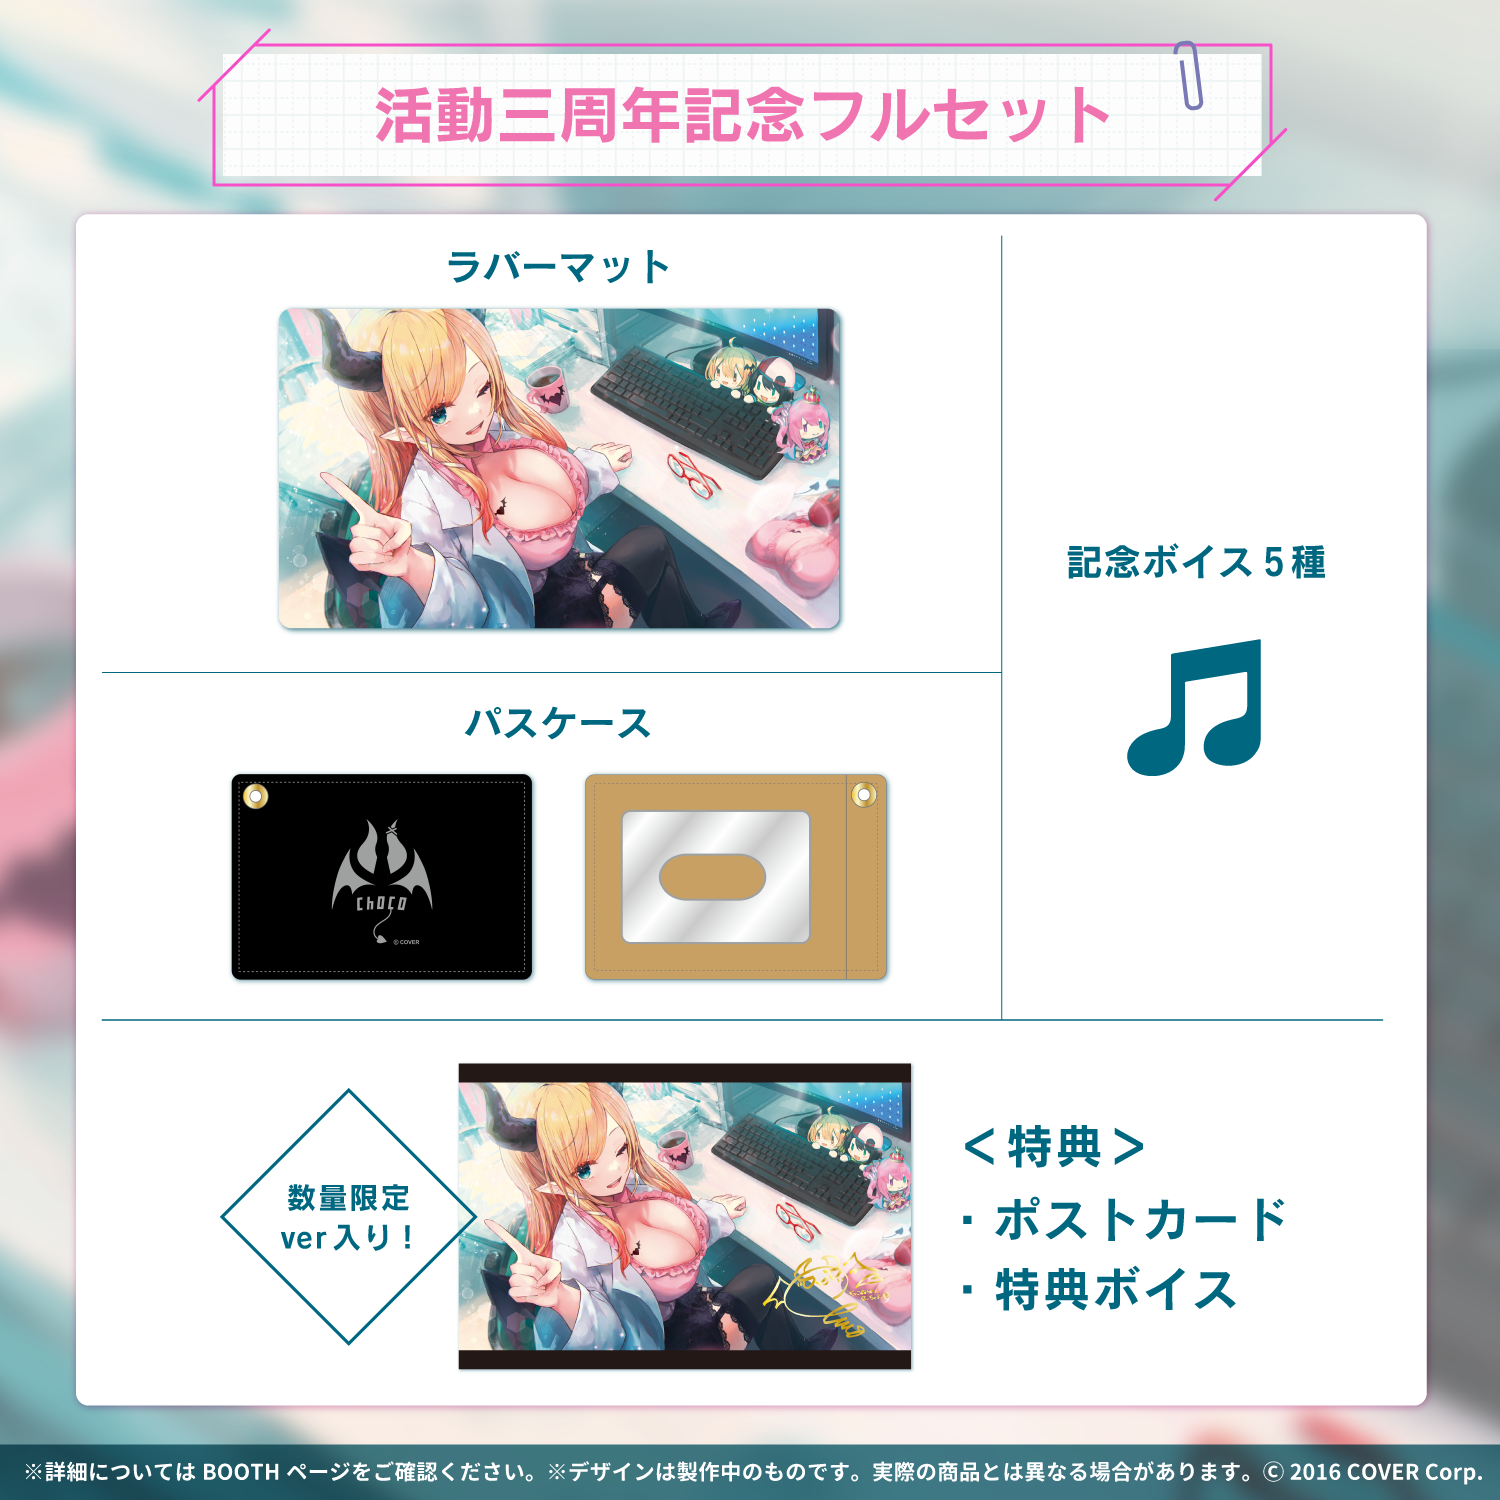 活動三周年記念フルセット
ラバーマット
記念ボイス5種
パスケース
choco
© COVER
数量限定
ver入り！
＜特典＞
・ポストカード
・特典ボイス
※詳細については BOOTH ページをご確認ください。※デザインは製作中のものです。実際の商品とは異なる場合があります。© 2016 COVER Corp.